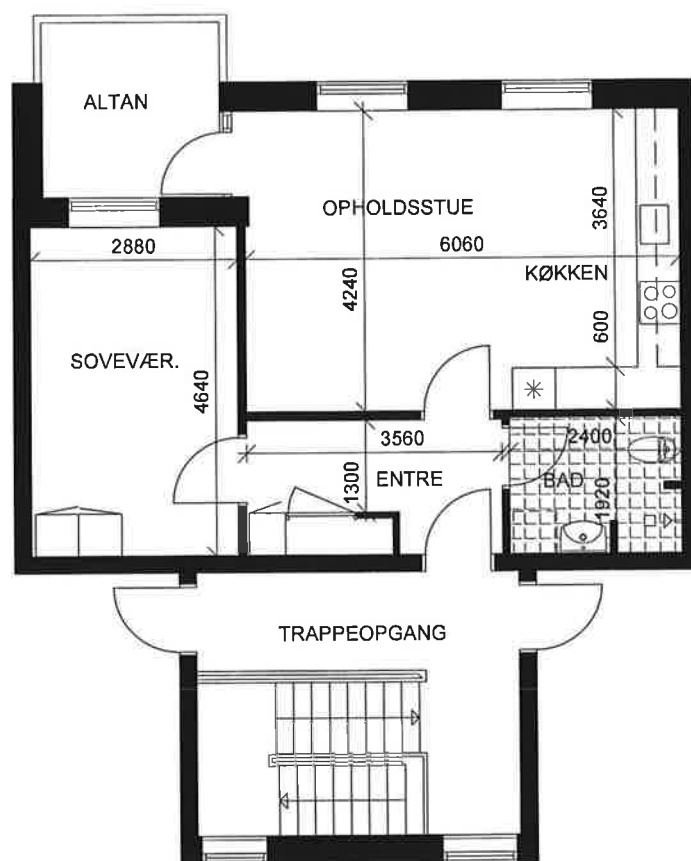 ALTAN
OPHOLDSSTUE
3640
2880
6060
KØKKEN
4240
600
SOVEVÆR.
4640
3560
2400
ENTRE
1300
BAD
1920
TRAPPEOPGANG